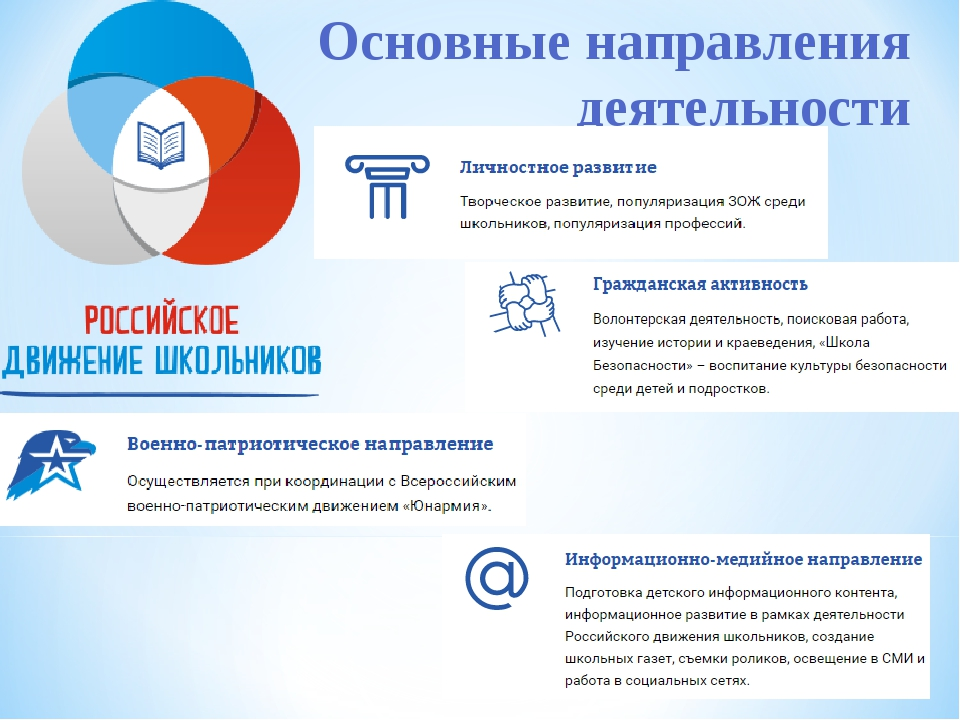 Основные направления
деятельности
Личностное развитие
Творческое развитие, популяризация ЗОЖ среди
школьников, популяризация профессий.
Гражданская активность
Волонтерская деятельность, поисковая работа,
изучение истории и краеведения, «Школа
Безопасности» – воспитание культуры безопасности
среди детей и подростков.
РОССИЙСКОЕ
ДВИЖЕНИЕ ШКОЛЬНИКОВ
Военно-патриотическое направление
Осуществляется при координации с Всероссийским
военно-патриотическим движением «Юнармия».
@
Информационно-медийное направление
Подготовка детского информационного контента,
информационное развитие в рамках деятельности
Российского движения школьников, создание
школьных газет, съемки роликов, освещение в СМИ и
работа в социальных сетях.